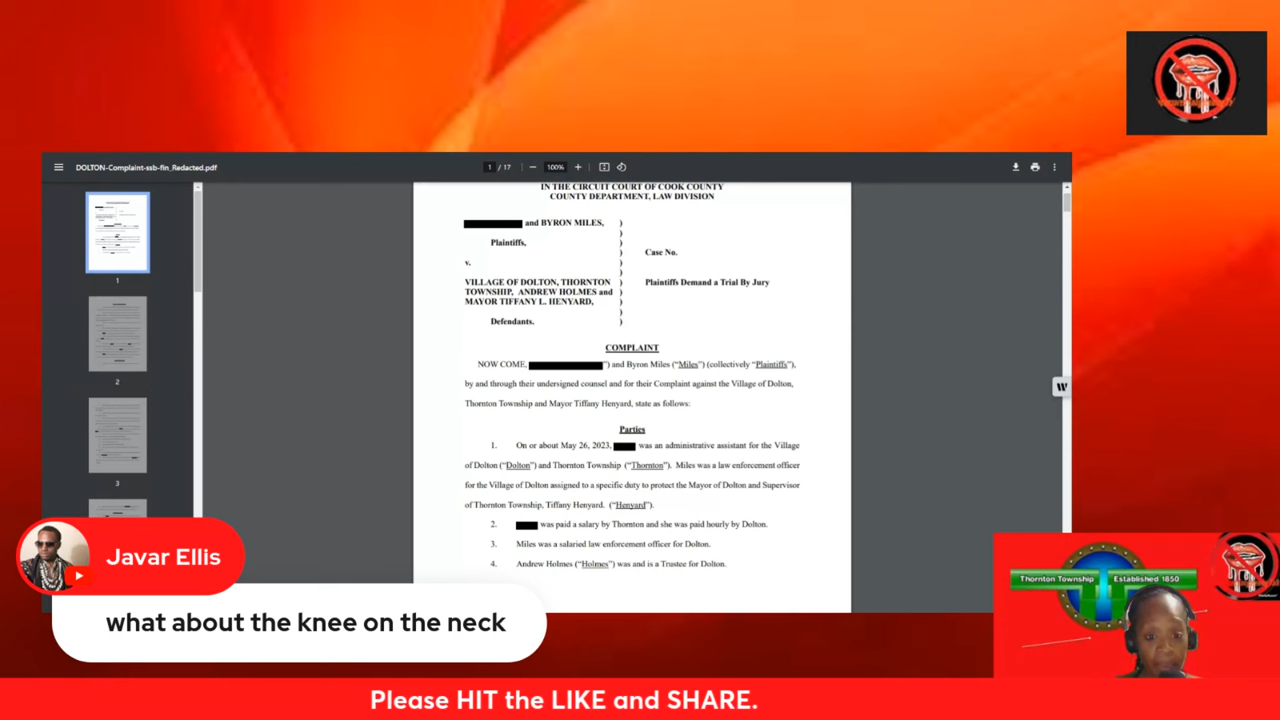 DOLTON-Complaint-ssb-fin_Redacted.pdf
1 / 17
100%
IN THE CIRCUIT COURT OF COOK COUNTY
COUNTY DEPARTMENT, LAW DIVISION
and BYRON MILES,
Plaintiffs,
v.
VILLAGE OF DOLTON, THORNTON
TOWNSHIP, ANDREW HOLMES and
MAYOR TIFFANY L. HENYARD,
Defendants.
)
)
)
)
)
)
)
)
)
)
)
Case No.
Plaintiffs Demand a Trial By Jury
COMPLAINT
NOW COME, ") and Byron Miles ("Miles") (collectively "Plaintiffs"),
by and through their undersigned counsel and for their Complaint against the Village of Dolton,
Thornton Township and Mayor Tiffany Henyard, state as follows:
Parties
1. On or about May 26, 2023, was an administrative assistant for the Village
of Dolton ("Dolton") and Thornton Township ("Thornton"). Miles was a law enforcement officer
for the Village of Dolton assigned to a specific duty to protect the Mayor of Dolton and Supervisor
of Thornton Township, Tiffany Henyard. ("Henyard").
2. was paid a salary by Thornton and she was paid hourly by Dolton.
3. Miles was a salaried law enforcement officer for Dolton.
4. Andrew Holmes ("Holmes") was and is a Trustee for Dolton.
1
2
3
W
Javar Ellis
what about the knee on the neck
Thornton Township Established 1850
Please HIT the LIKE and SHARE.